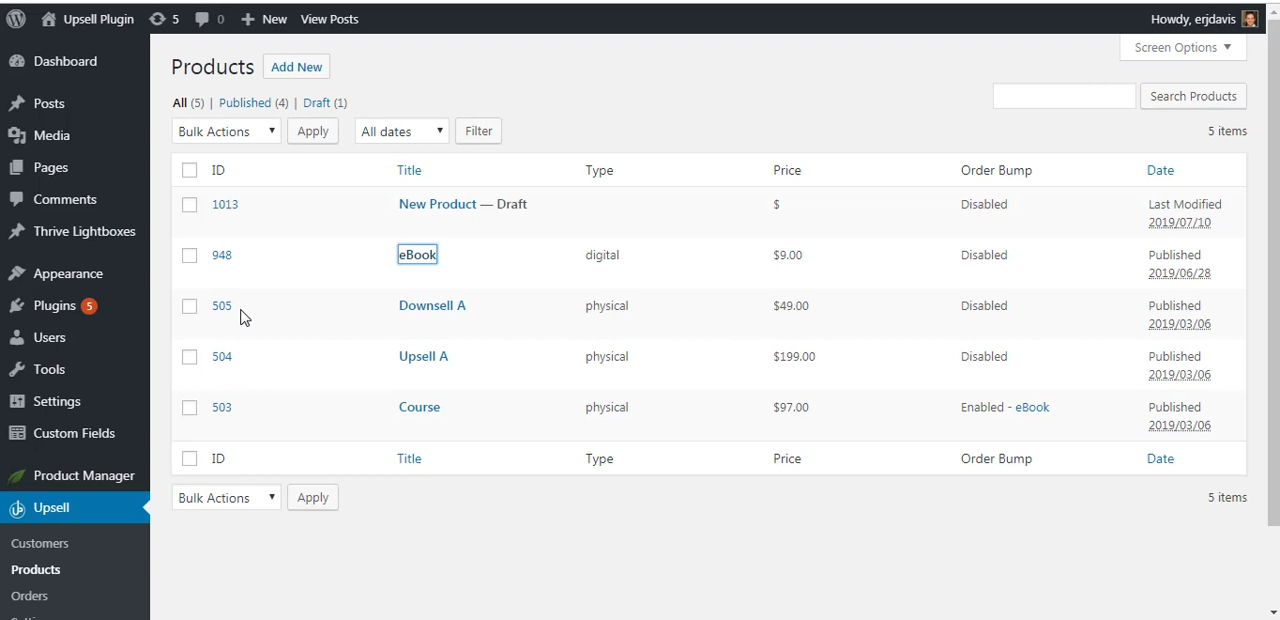 Upsell Plugin 5 0 New View Posts Howdy, erjdavis
Dashboard
Posts
Media
Pages
Comments
Thrive Lightboxes
Appearance
Plugins 5
Users
Tools
Settings
Custom Fields
Product Manager
Upsell
Customers
Products
Orders
Screen Options
Products Add New
All (5) | Published (4) | Draft (1)
Search Products
Bulk Actions Apply All dates Filter 5 items
ID Title Type Price Order Bump Date
1013 New Product — Draft $ Disabled Last Modified
2019/07/10
948 eBook digital $9.00 Disabled Published
2019/06/28
505 Downsell A physical $49.00 Disabled Published
2019/03/06
504 Upsell A physical $199.00 Disabled Published
2019/03/06
503 Course physical $97.00 Enabled - eBook Published
2019/03/06
ID Title Type Price Order Bump Date
Bulk Actions Apply 5 items